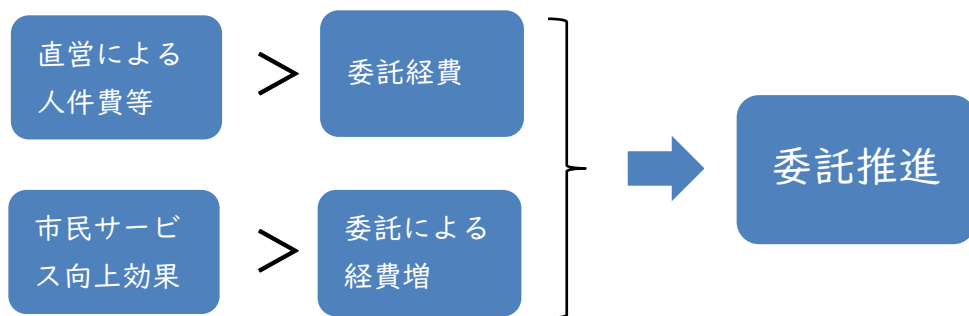 直営による
人件費等
>
委託経費
市民サービ
ス向上効果
>
委託による
経費増
委託推進